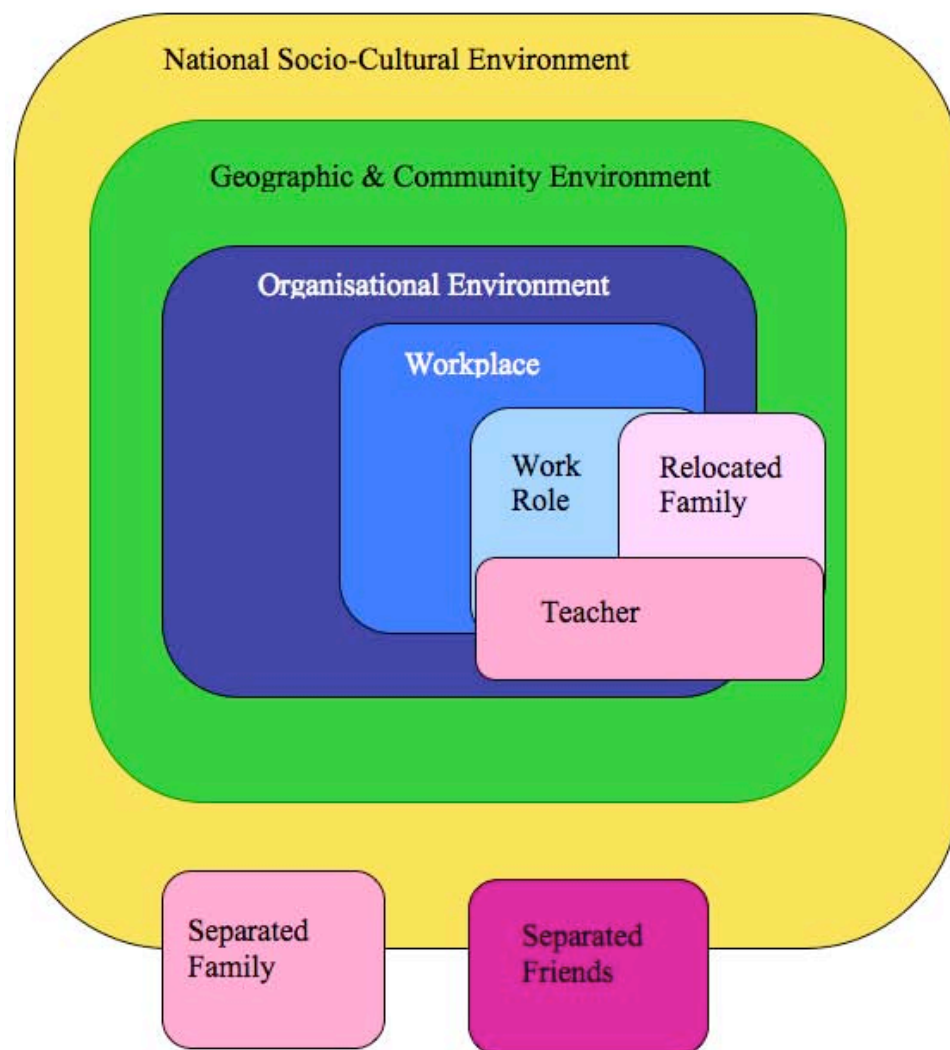 National Socio-Cultural Environment
Geographic & Community Environment
Organisational Environment
Workplace
Work
Role
Relocated
Family
Teacher
Separated
Family
Separated
Friends